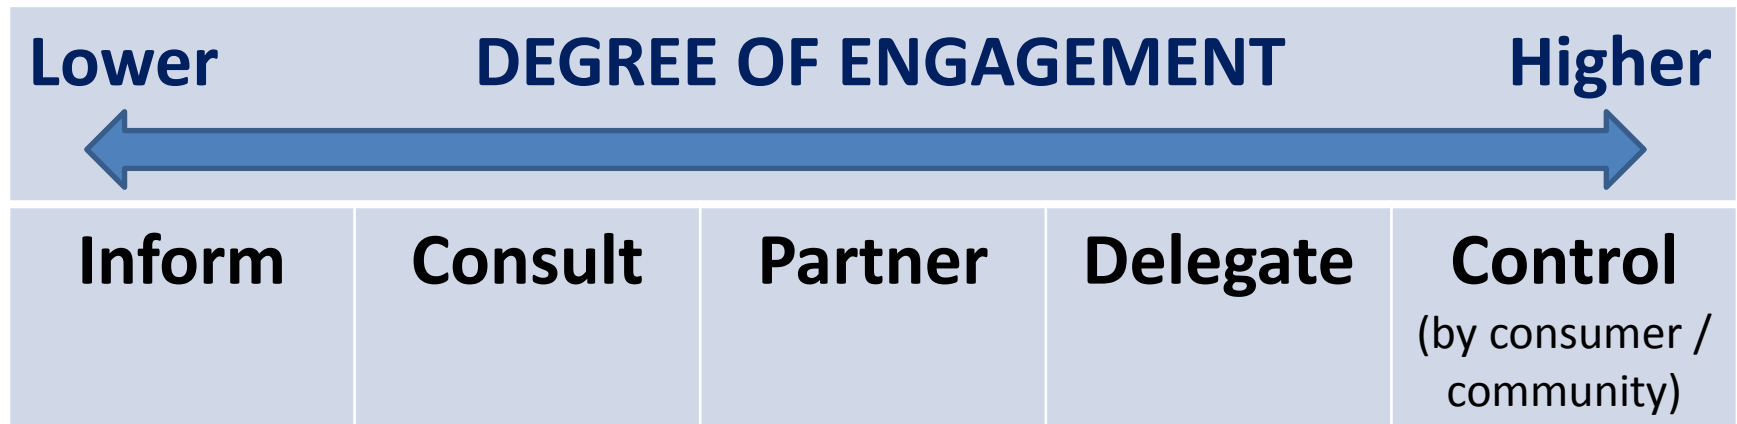 Lower DEGREE OF ENGAGEMENT Higher
Inform Consult Partner Delegate Control
(by consumer /
community)